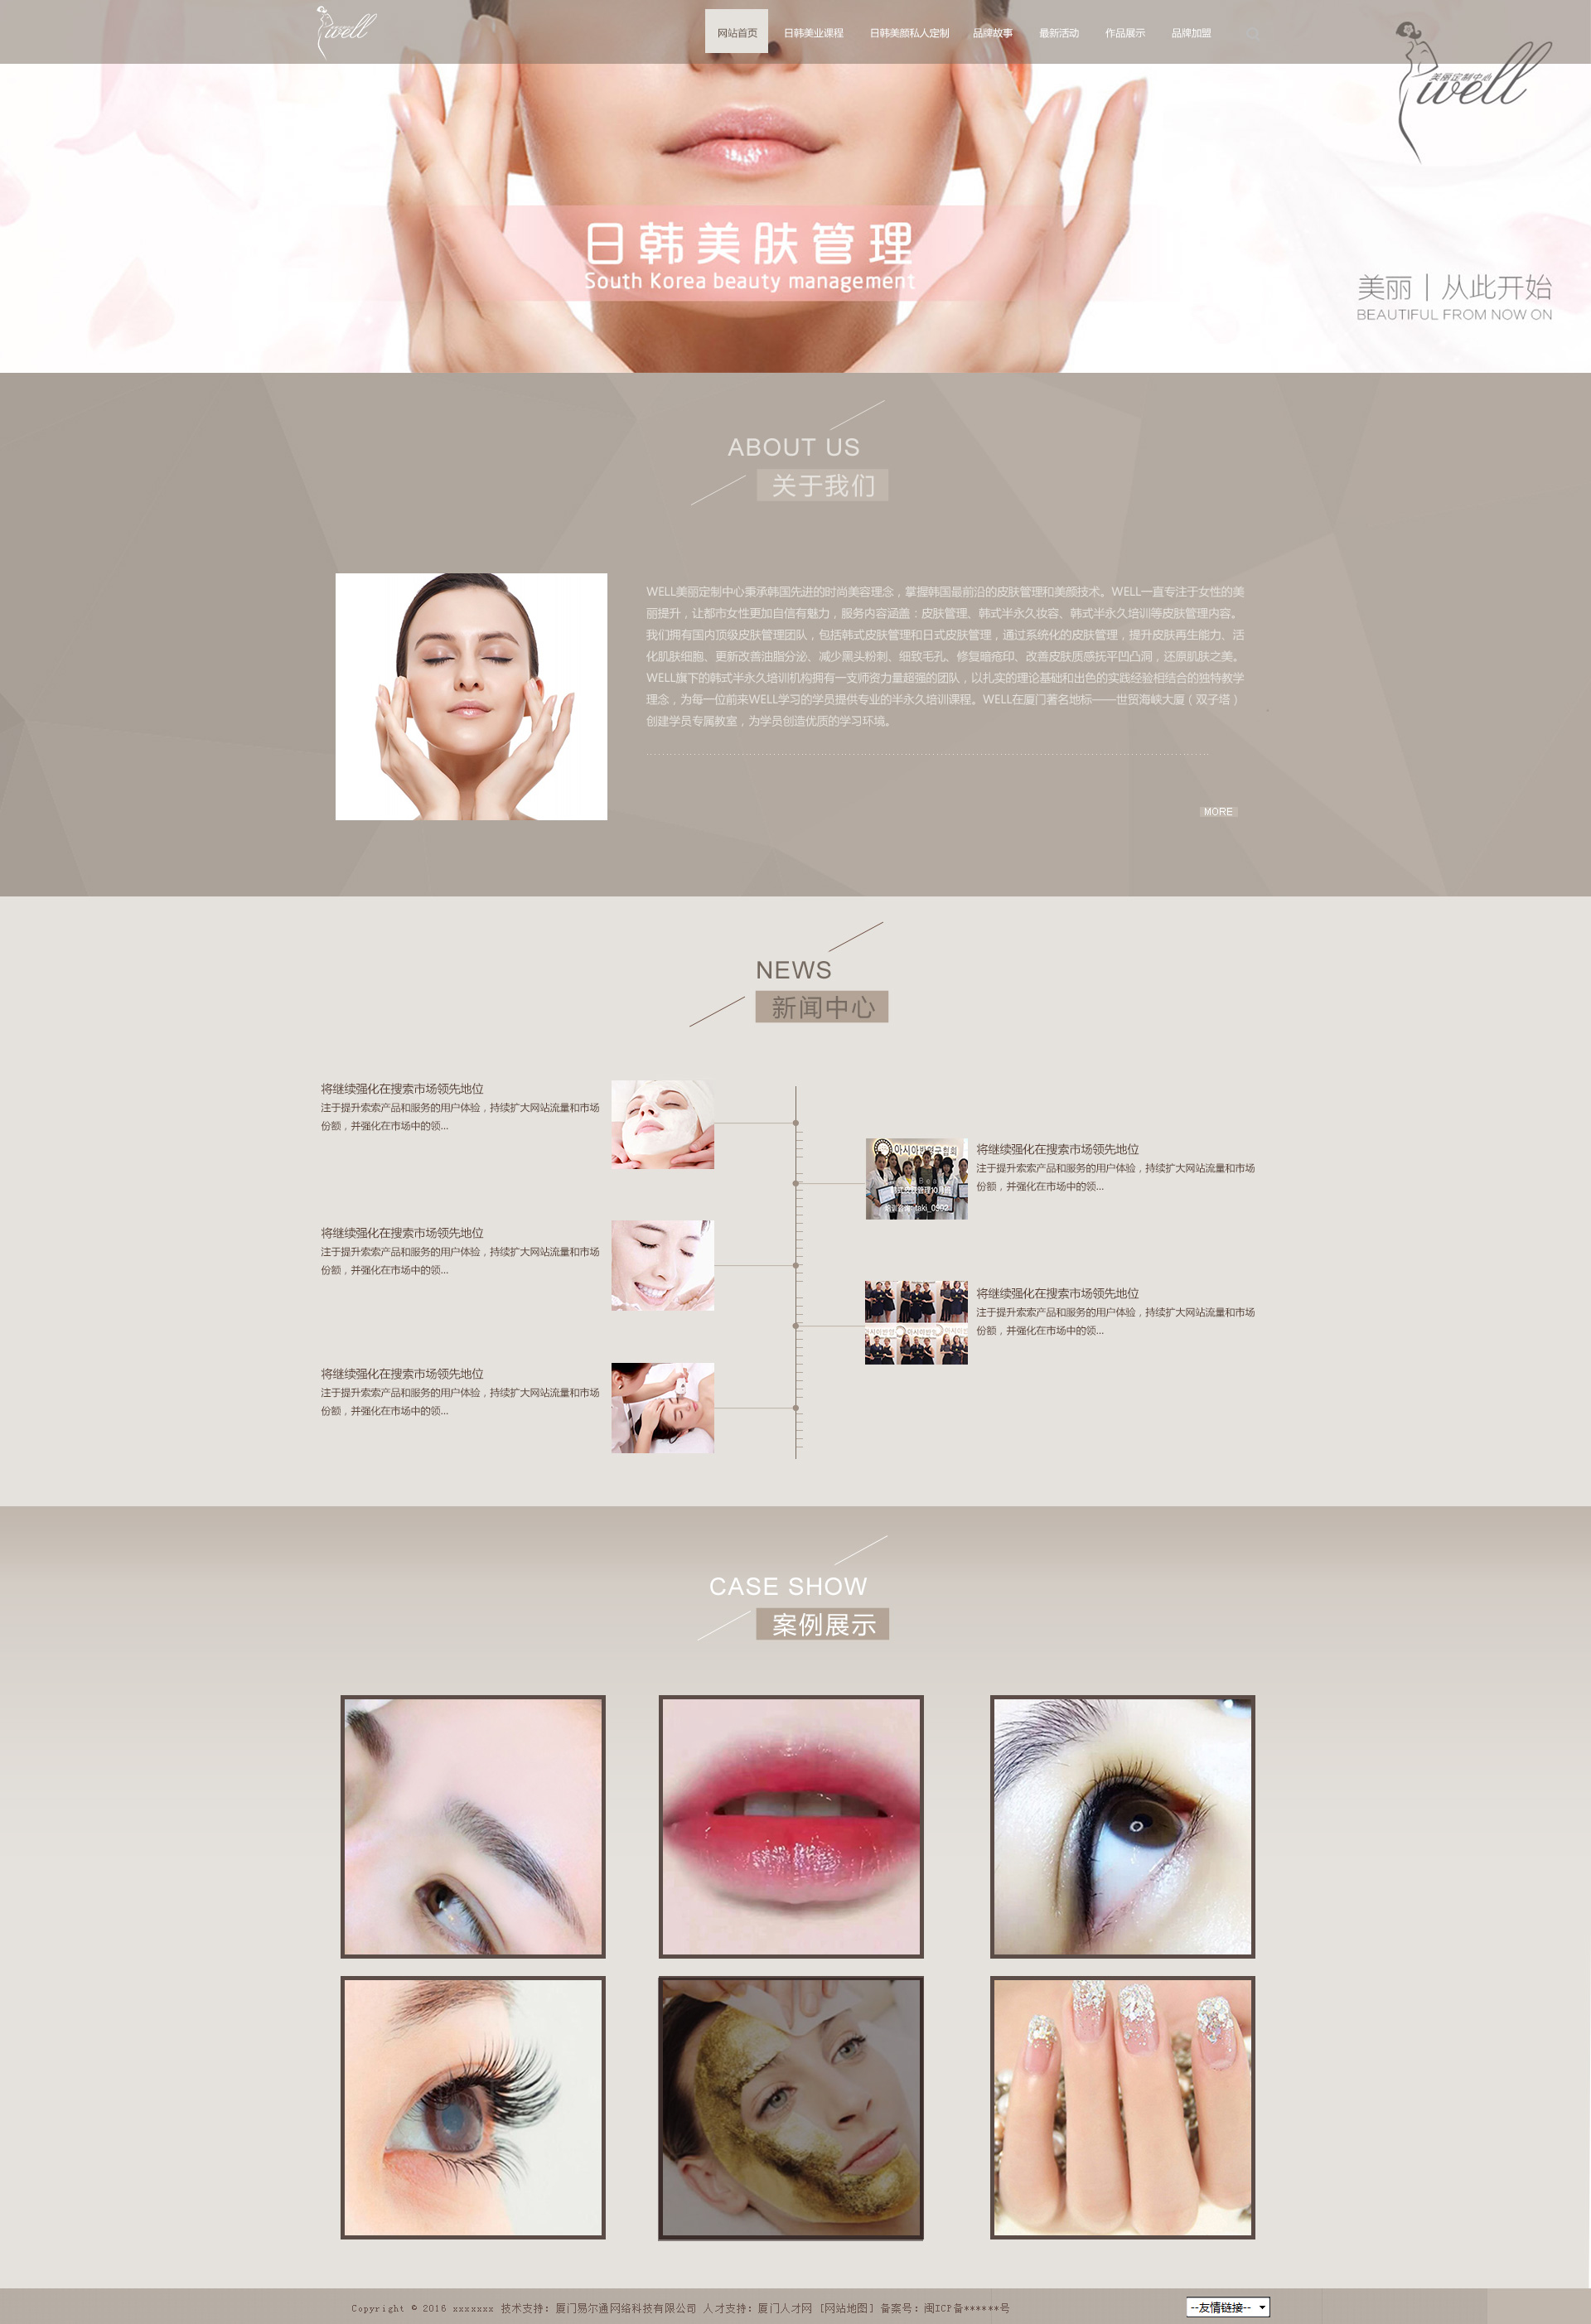 well
网站首页 日韩美业课程 日韩美颜私人定制 品牌故事 最新活动 作品展示 品牌加盟
美丽定制中心
well
日韩美肤管理
South Korea beauty management
美丽｜从此开始
BEAUTIFUL FROM NOW ON
ABOUT US
关于我们
WELL美丽定制中心秉承韩国先进的时尚美容理念，掌握韩国最前沿的皮肤管理和美颜技术。WELL一直专注于女性的美
丽提升，让都市女性更加自信有魅力，服务内容涵盖：皮肤管理、韩式半永久妆容、韩式半永久培训等皮肤管理内容。
我们拥有国内顶级皮肤管理团队，包括韩式皮肤管理和日式皮肤管理，通过系统化的皮肤管理，提升皮肤再生能力、活
化肌肤细胞、更新改善油脂分泌、减少黑头粉刺、细致毛孔、修复暗疮印、改善皮肤质感抚平凹凸洞，还原肌肤之美。
WELL旗下的韩式半永久培训机构拥有一支师资力量超强的团队，以扎实的理论基础和出色的实践经验相结合的独特教学
理念，为每一位前来WELL学习的学员提供专业的半永久培训课程。WELL在厦门著名地标——世贸海峡大厦（双子塔）
创建学员专属教室，为学员创造优质的学习环境。
MORE
NEWS
新闻中心
将继续强化在搜索市场领先地位
注于提升索索产品和服务的用户体验，持续扩大网站流量和市场
份额，并强化在市场中的领...
将继续强化在搜索市场领先地位
注于提升索索产品和服务的用户体验，持续扩大网站流量和市场
份额，并强化在市场中的领...
将继续强化在搜索市场领先地位
注于提升索索产品和服务的用户体验，持续扩大网站流量和市场
份额，并强化在市场中的领...
将继续强化在搜索市场领先地位
注于提升索索产品和服务的用户体验，持续扩大网站流量和市场
份额，并强化在市场中的领...
将继续强化在搜索市场领先地位
注于提升索索产品和服务的用户体验，持续扩大网站流量和市场
份额，并强化在市场中的领...
CASE SHOW
案例展示
Copyright © 2016 xxxxxxx 技术支持: 厦门易尔通网络科技有限公司 人才支持: 厦门人才网 [网站地图] 备案号: 闽ICP备******号
--友情链接--